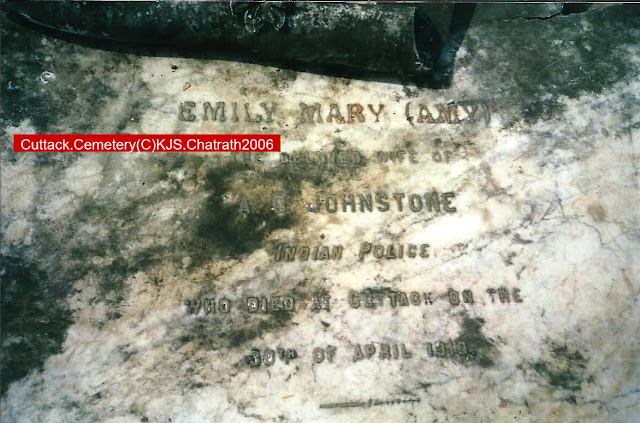 EMILY MARY (AMY)
Cuttack.Cemetery(C)KJS.Chatrath2006
THE BELOVED WIFE OF
JOHNSTONE
INDIAN POLICE
WHO DIED AT CUTTACK ON THE
30TH OF APRIL